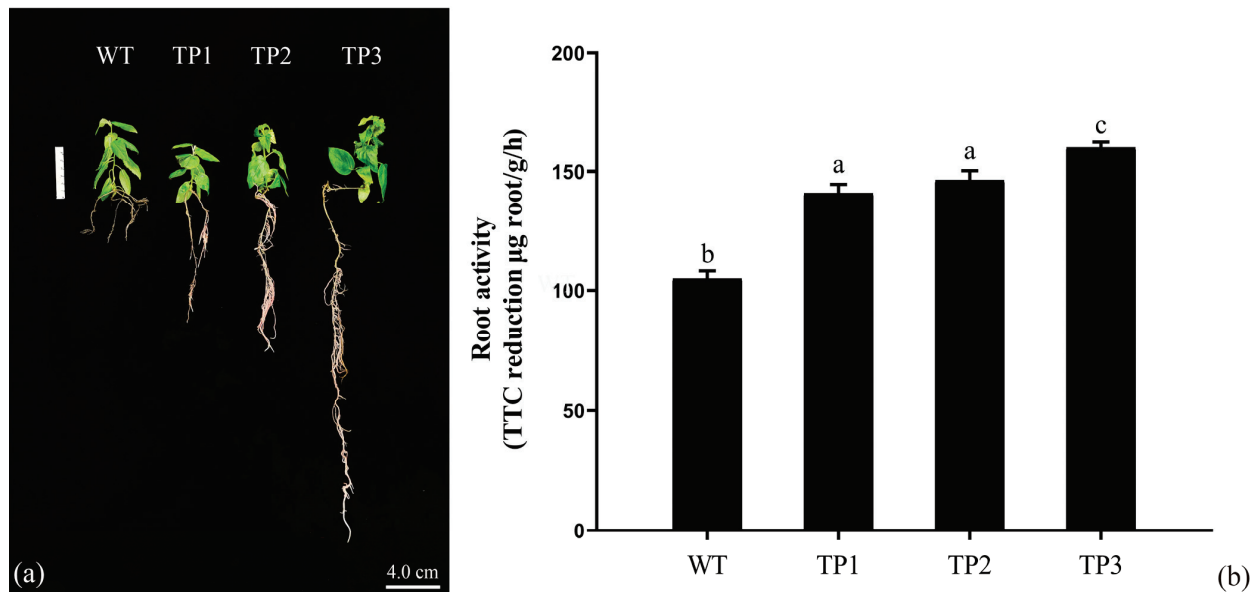 WT TP1 TP2 TP3
4.0 cm
(a)
Root activity
(TTC reduction µg root/g/h)
200
150
100
50
0
b
a
a
c
WT TP1 TP2 TP3
(b)